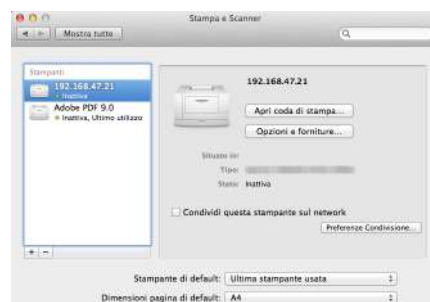 Stampa e Scanner
Mostra tutte
Stampanti
192.168.47.21
Inattiva
Adobe PDF 9.0
Inattiva, Ultimo utilizzo
192.168.47.21
Apri coda di stampa...
Opzioni e forniture...
Situato in:
Tipo:
Stato: Inattiva
Condividi questa stampante sul network
Preferenze Condivisione...
Stampante di default: Ultima stampante usata
Dimensioni pagina di default: A4